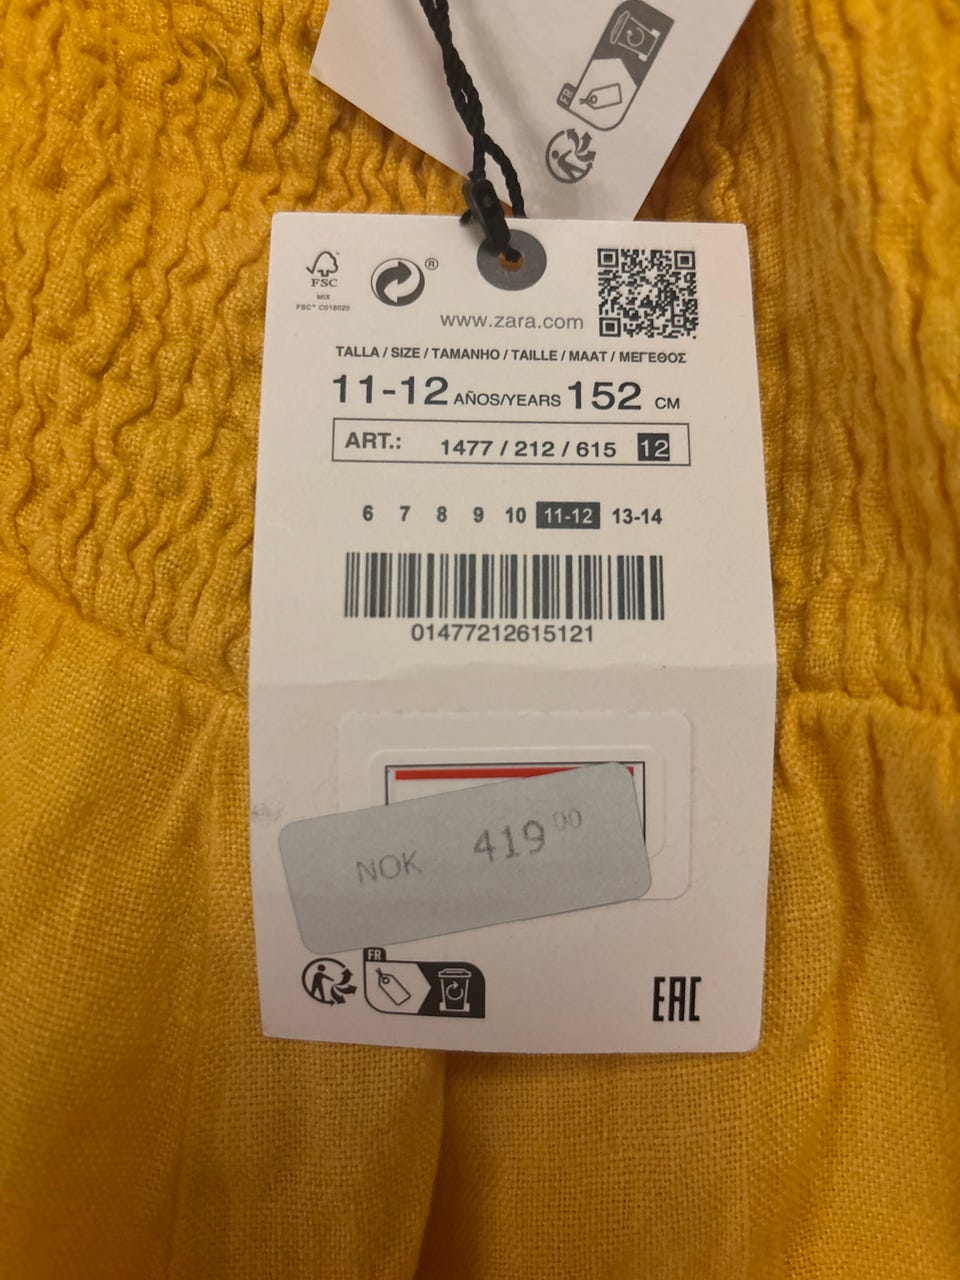 FR
FSC
MIX
FSC™ C018020
®
www.zara.com
TALLA / SIZE / TAMANHO / TAILLE / MAAT / ΜΕΓΕΘΟΣ
11-12 AÑOS/YEARS 152 CM
ART.: 1477 / 212 / 615 12
6 7 8 9 10 11-12 13-14
01477212615121
NOK 419 00
FR
EAC